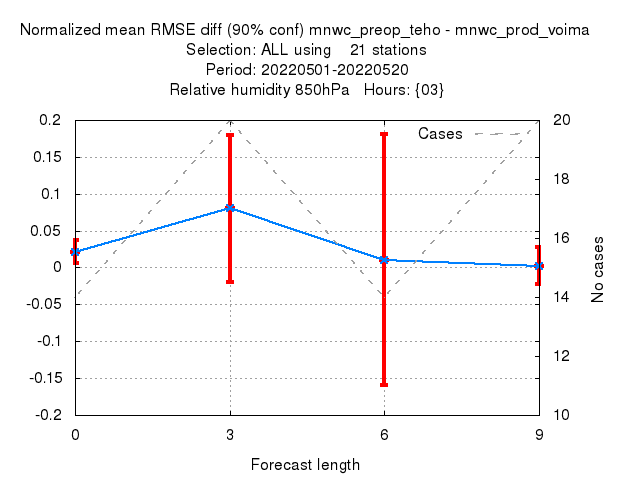 Normalized mean RMSE diff (90% conf) mnwc_preop_teho - mnwc_prod_voima
Selection: ALL using    21 stations
Period: 20220501-20220520
Relative humidity 850hPa   Hours: {03}
Cases
0.2
0.15
0.1
0.05
0
-0.05
-0.1
-0.15
-0.2
20
18
16
14
12
10
No cases
0 3 6 9
Forecast length